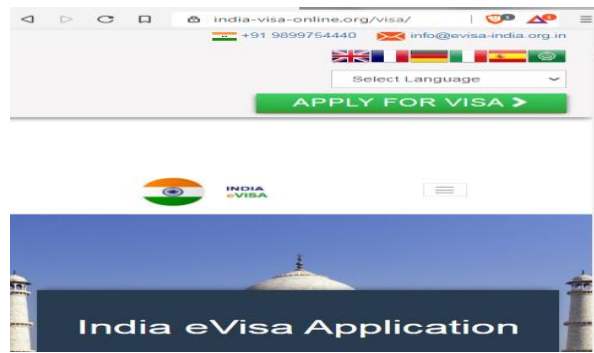 india-visa-online.org/visa/
+91 9899754440 info@evisa-india.org.in
Select Language
APPLY FOR VISA >
INDIA
eVISA
India eVisa Application